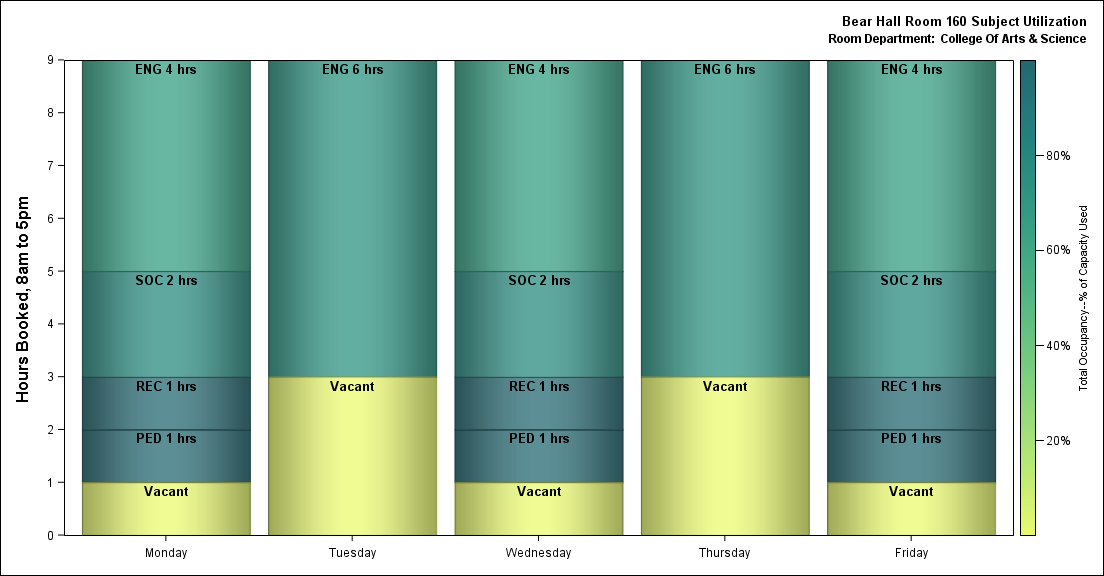 Bear Hall Room 160 Subject Utilization
Room Department: College Of Arts & Science
Hours Booked, 8am to 5pm
9
8
7
6
5
4
3
2
1
0
ENG 4 hrs
SOC 2 hrs
REC 1 hrs
PED 1 hrs
Vacant
ENG 6 hrs
Vacant
ENG 4 hrs
SOC 2 hrs
REC 1 hrs
PED 1 hrs
Vacant
ENG 6 hrs
Vacant
ENG 4 hrs
SOC 2 hrs
REC 1 hrs
PED 1 hrs
Vacant
Monday
Tuesday
Wednesday
Thursday
Friday
80%
60%
40%
20%
Total Occupancy--% of Capacity Used